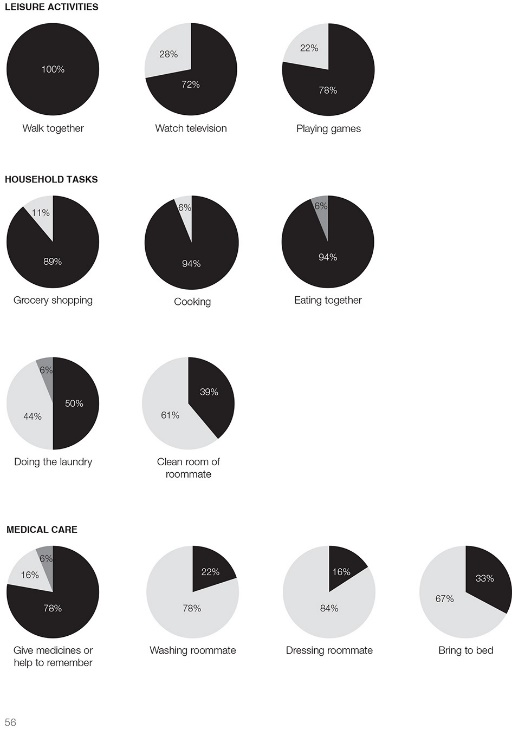 LEISURE ACTIVITIES
100%
28%
72%
22%
78%
Walk together
Watch television
Playing games
HOUSEHOLD TASKS
11%
89%
6%
94%
6%
94%
Grocery shopping
Cooking
Eating together
6%
50%
44%
39%
61%
Doing the laundry
Clean room of
roommate
MEDICAL CARE
6%
16%
78%
22%
78%
16%
84%
33%
67%
Give medicines or
help to remember
Washing roommate
Dressing roommate
Bring to bed
56